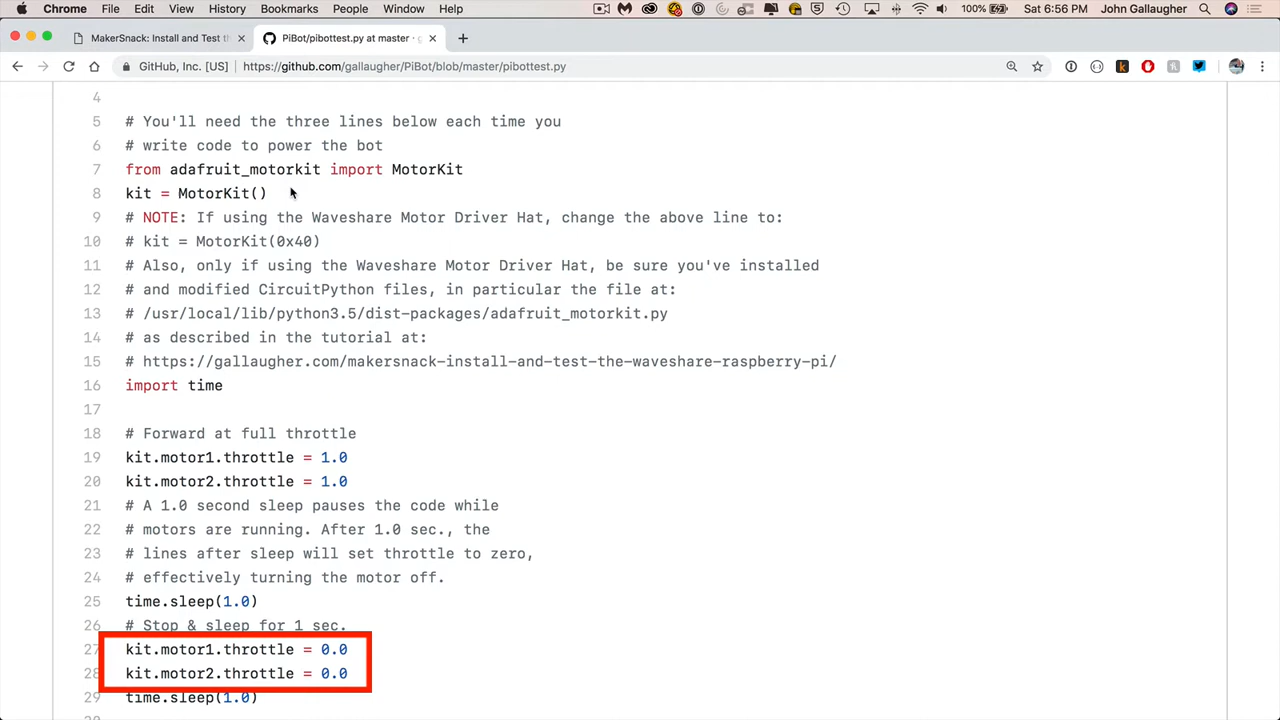 Chrome File Edit View History Bookmarks People Window Help 100% Sat 6:56 PM John Gallaugher
MakerSnack: Install and Test th
PiBot/pibottest.py at master ·
GitHub, Inc. [US] https://github.com/gallaugher/PiBot/blob/master/pibottest.py
4
5 # You'll need the three lines below each time you
6 # write code to power the bot
7 from adafruit_motorkit import MotorKit
8 kit = MotorKit()
9 # NOTE: If using the Waveshare Motor Driver Hat, change the above line to:
10 # kit = MotorKit(0x40)
11 # Also, only if using the Waveshare Motor Driver Hat, be sure you've installed
12 # and modified CircuitPython files, in particular the file at:
13 # /usr/local/lib/python3.5/dist-packages/adafruit_motorkit.py
14 # as described in the tutorial at:
15 # https://gallaugher.com/makersnack-install-and-test-the-waveshare-raspberry-pi/
16 import time
17
18 # Forward at full throttle
19 kit.motor1.throttle = 1.0
20 kit.motor2.throttle = 1.0
21 # A 1.0 second sleep pauses the code while
22 # motors are running. After 1.0 sec., the
23 # lines after sleep will set throttle to zero,
24 # effectively turning the motor off.
25 time.sleep(1.0)
26 # Stop & sleep for 1 sec.
27 kit.motor1.throttle = 0.0
28 kit.motor2.throttle = 0.0
29 time.sleep(1.0)